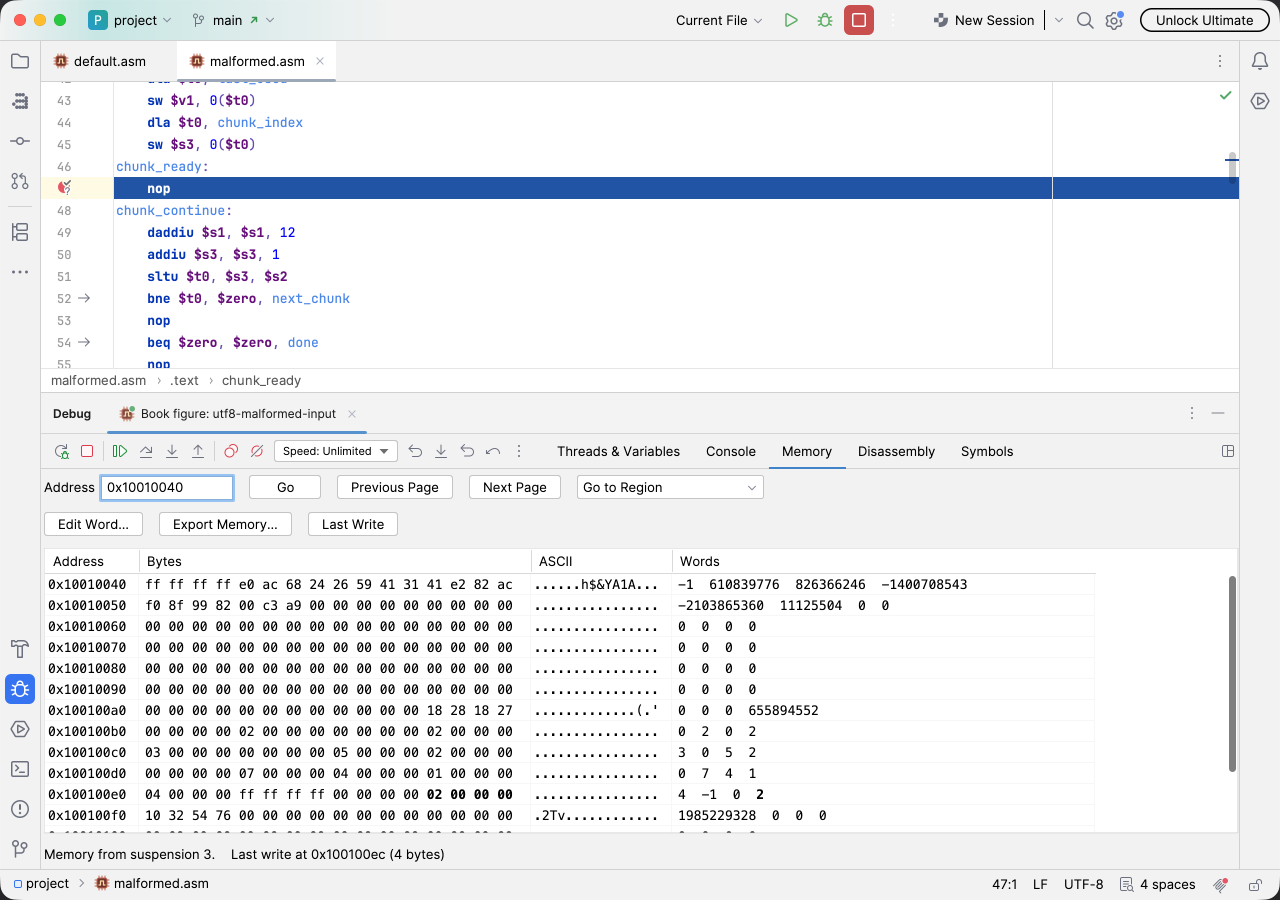 P project main Current File New Session Unlock Ultimate
default.asm malformed.asm
43 sw $v1, 0($t0)
44 dla $t0, chunk_index
45 sw $s3, 0($t0)
46 chunk_ready:
nop
48 chunk_continue:
49 daddiu $s1, $s1, 12
50 addiu $s3, $s3, 1
51 sltu $t0, $s3, $s2
52 bne $t0, $zero, next_chunk
53 nop
54 beq $zero, $zero, done
55 nop
malformed.asm › .text › chunk_ready
Debug Book figure: utf8-malformed-input
Speed: Unlimited Threads & Variables Console Memory Disassembly Symbols
Address 0x10010040 Go Previous Page Next Page Go to Region
Edit Word... Export Memory... Last Write
Address Bytes ASCII Words
0x10010040 ff ff ff ff e0 ac 68 24 26 59 41 31 41 e2 82 ac ......h$&YA1A... -1 610839776 826366246 -1400708543
0x10010050 f0 8f 99 82 00 c3 a9 00 00 00 00 00 00 00 00 00 ................ -2103865360 11125504 0 0
0x10010060 00 00 00 00 00 00 00 00 00 00 00 00 00 00 00 00 ................ 0 0 0 0
0x10010070 00 00 00 00 00 00 00 00 00 00 00 00 00 00 00 00 ................ 0 0 0 0
0x10010080 00 00 00 00 00 00 00 00 00 00 00 00 00 00 00 00 ................ 0 0 0 0
0x10010090 00 00 00 00 00 00 00 00 00 00 00 00 00 00 00 00 ................ 0 0 0 0
0x100100a0 00 00 00 00 00 00 00 00 00 00 00 00 18 28 18 27 .............(.' 0 0 0 655894552
0x100100b0 00 00 00 00 02 00 00 00 00 00 00 00 02 00 00 00 ................ 0 2 0 2
0x100100c0 03 00 00 00 00 00 00 00 05 00 00 00 02 00 00 00 ................ 3 0 5 2
0x100100d0 00 00 00 00 07 00 00 00 04 00 00 00 01 00 00 00 ................ 0 7 4 1
0x100100e0 04 00 00 00 ff ff ff ff 00 00 00 00 02 00 00 00 ................ 4 -1 0 2
0x100100f0 10 32 54 76 00 00 00 00 00 00 00 00 00 00 00 00 .2Tv............ 1985229328 0 0 0
Memory from suspension 3. Last write at 0x100100ec (4 bytes)
project › malformed.asm 47:1 LF UTF-8 4 spaces